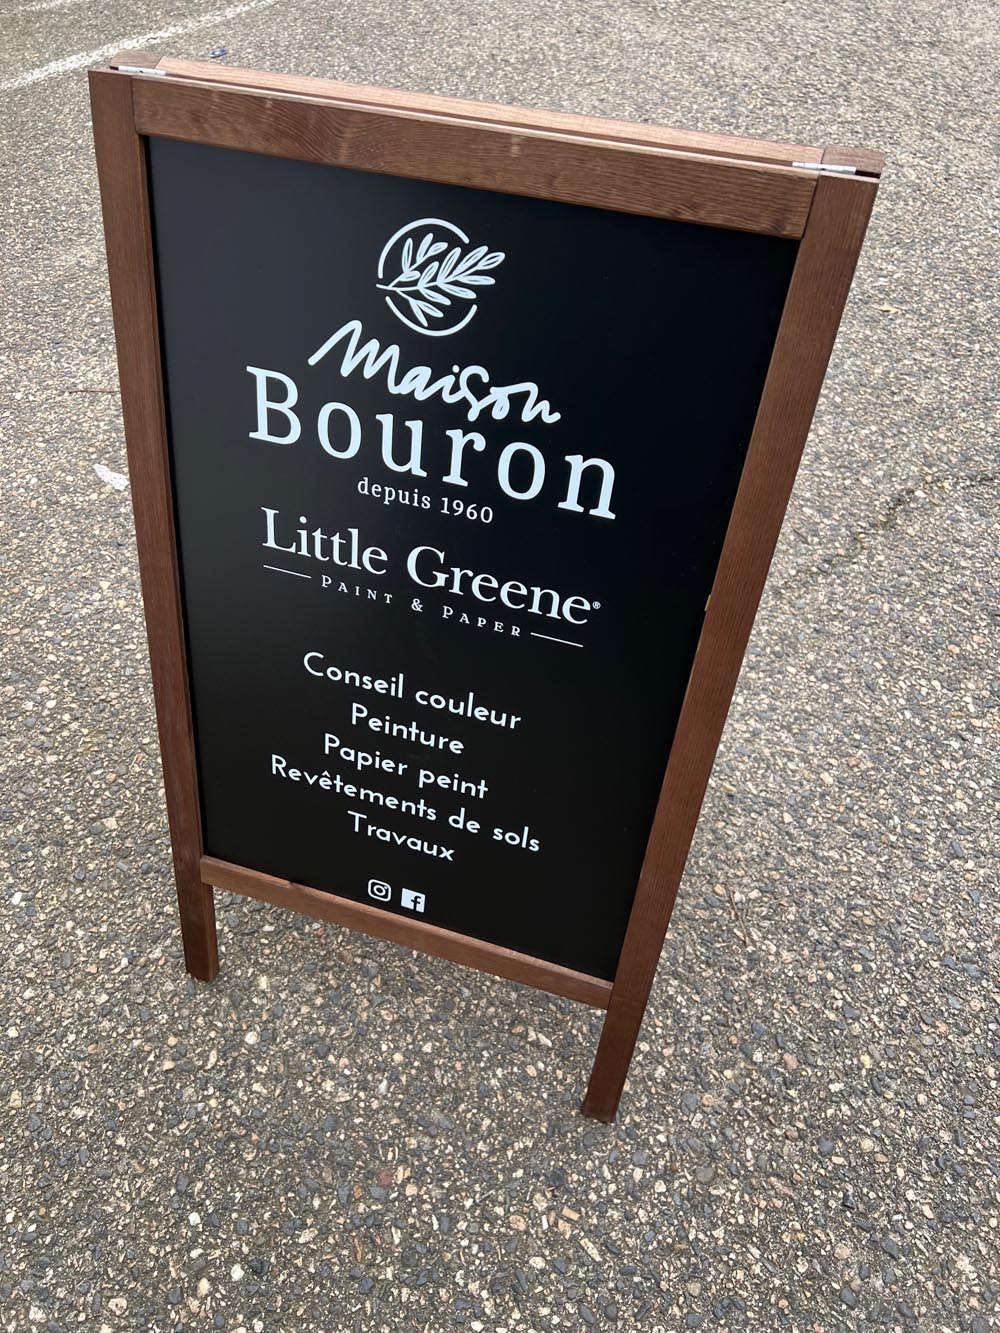 Maison
Bouron
depuis 1960
Little Greene®
PAINT & PAPER
Conseil couleur
Peinture
Papier peint
Revêtements de sols
Travaux